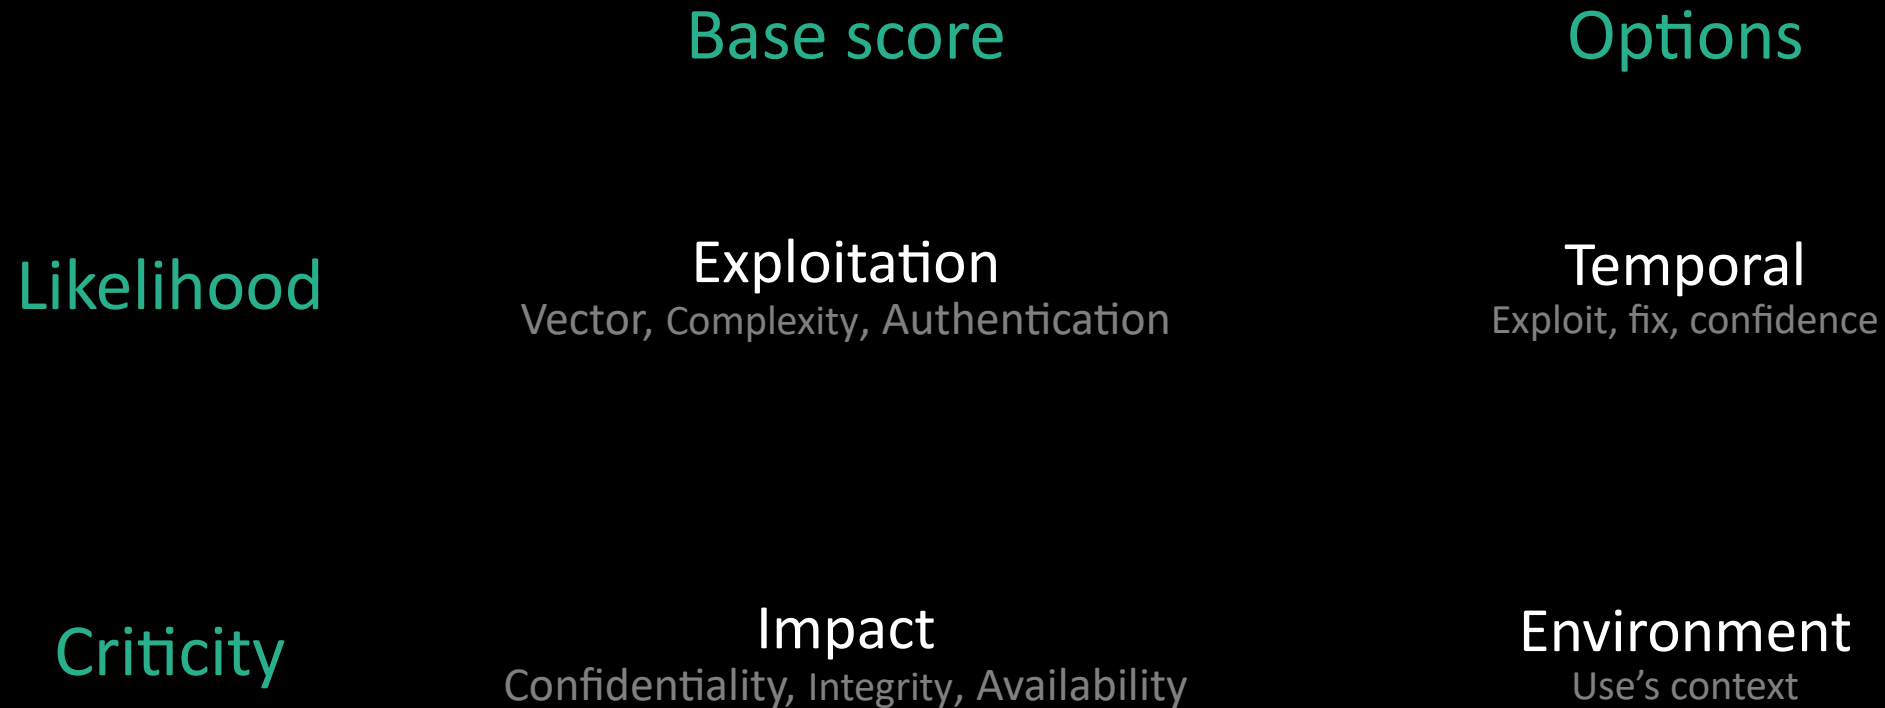 Base score
Options
Likelihood
Exploitation
Vector, Complexity, Authentication
Temporal
Exploit, fix, confidence
Criticity
Impact
Confidentiality, Integrity, Availability
Environment
Use’s context